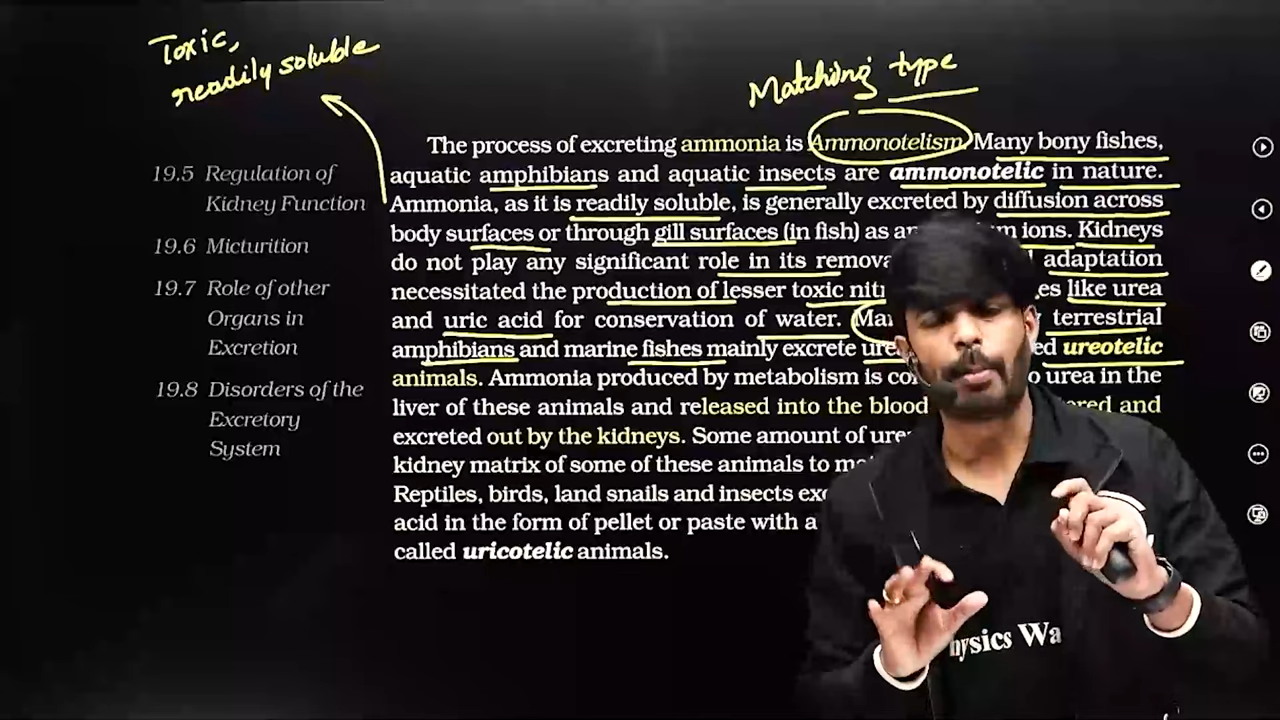 Toxic,
readily soluble
Matching type
The process of excreting ammonia is Ammonotelism. Many bony fishes,
aquatic amphibians and aquatic insects are ammonotelic in nature.
Ammonia, as it is readily soluble, is generally excreted by diffusion across
body surfaces or through gill surfaces (in fish) as ions. Kidneys
do not play any significant role in its adaptation
necessitated the production of lesser toxic like urea
and uric acid for conservation of water. terrestrial
amphibians and marine fishes mainly excrete ureotelic
animals. Ammonia produced by metabolism is urea in the
liver of these animals and released into the blood and
excreted out by the kidneys. Some amount of
kidney matrix of some of these animals to
Reptiles, birds, land snails and insects
acid in the form of pellet or paste with a
called uricotelic animals.
19.5 Regulation of
Kidney Function
19.6 Micturition
19.7 Role of other
Organs in
Excretion
19.8 Disorders of the
Excretory
System
hysics Wa